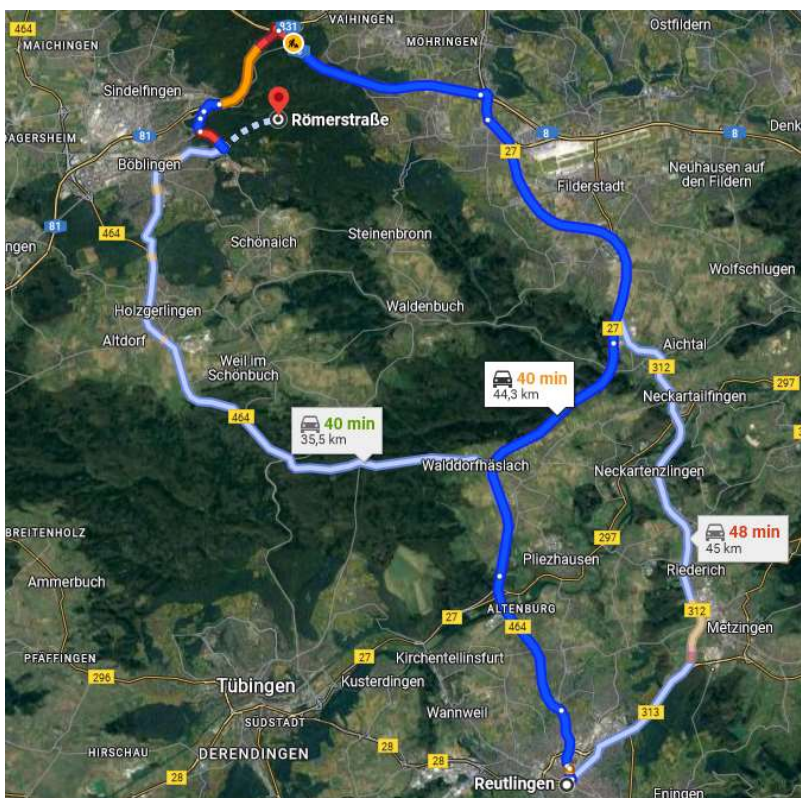 464
831
VAIHINGEN
Ostfildern
MAICHINGEN
MÖHRINGEN
Sindelfingen
Römerstraße
DAGERSHEIM
81
8
8
Denk
27
Böblingen
Neuhausen auf
den Fildern
Filderstadt
81
464
ngen
Schönaich
Steinenbronn
Wolfschlugen
Holzgerlingen
Waldenbuch
27
Altdorf
Aichtal
312
Weil im
Schönbuch
40 min
44,3 km
297
Neckartailfingen
464
40 min
35,5 km
Walddorfhäslach
Neckartenzlingen
BREITENHOLZ
48 min
45 km
297
Pliezhausen
Riederich
Ammerbuch
ALTENBURG
312
27
464
Metzingen
PFÄFFINGEN
27
Kirchentellinsfurt
296
Tübingen
Kusterdingen
313
Wannweil
SÜDSTADT
HIRSCHAU
DERENDINGEN
28
28
28
Reutlingen
Eningen